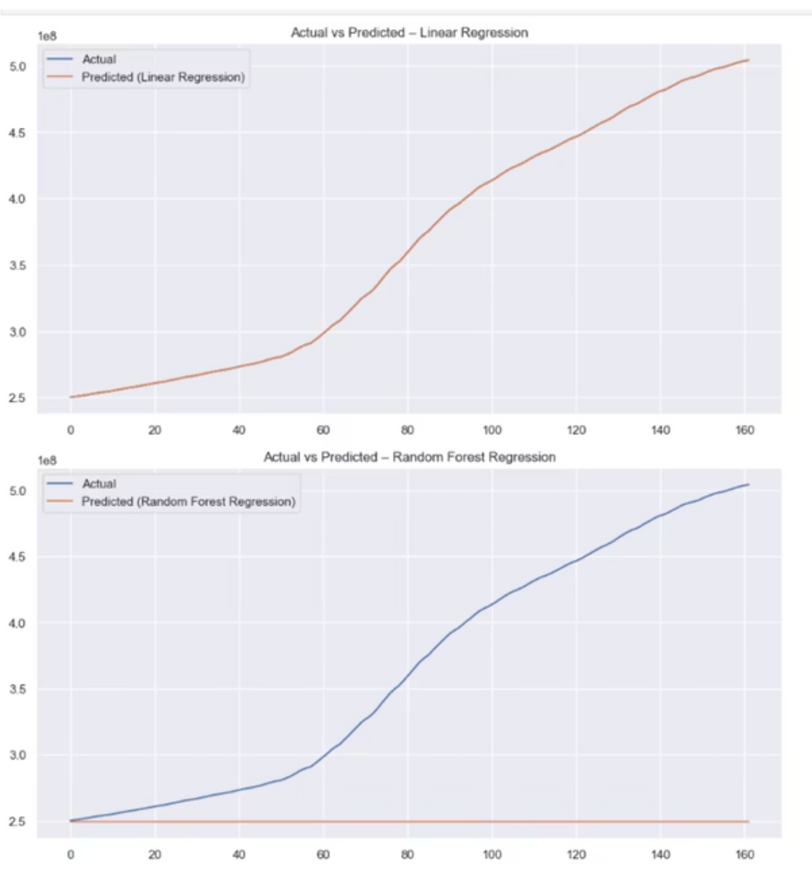 Actual vs Predicted – Linear Regression
1e8
Actual
Predicted (Linear Regression)
5.0
4.5
4.0
3.5
3.0
2.5
0 20 40 60 80 100 120 140 160
Actual vs Predicted – Random Forest Regression
1e8
Actual
Predicted (Random Forest Regression)
5.0
4.5
4.0
3.5
3.0
2.5
0 20 40 60 80 100 120 140 160